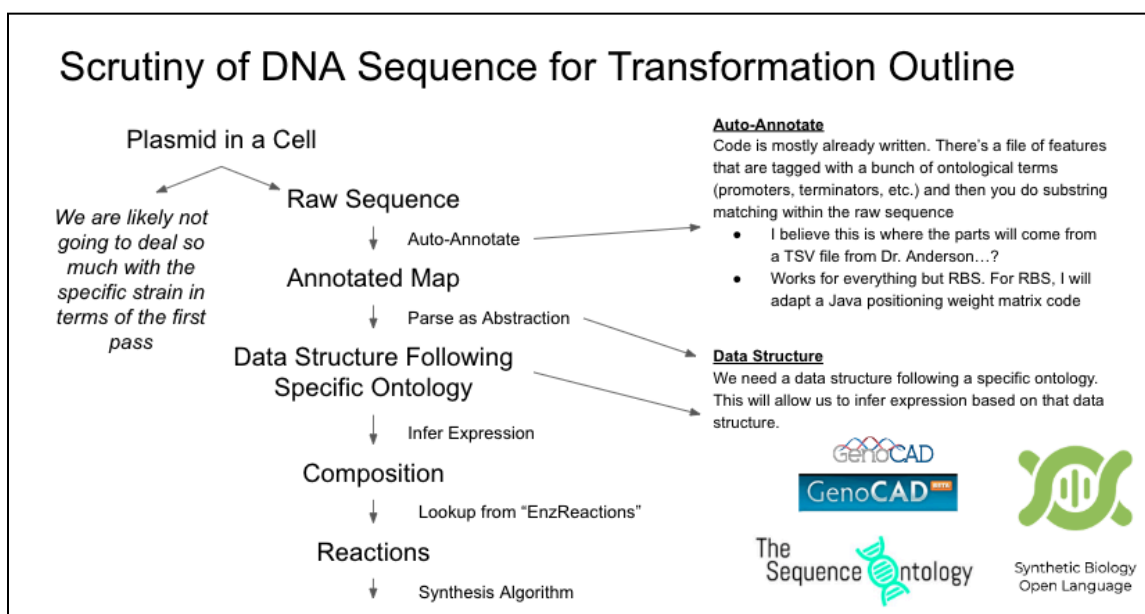 Scrutiny of DNA Sequence for Transformation Outline
Plasmid in a Cell
We are likely not
going to deal so
much with the
specific strain in
terms of the first
pass
Raw Sequence
Auto-Annotate
Annotated Map
Parse as Abstraction
Data Structure Following
Specific Ontology
Infer Expression
Composition
Lookup from “EnzReactions”
Reactions
Synthesis Algorithm
Auto-Annotate
Code is mostly already written. There’s a file of features
that are tagged with a bunch of ontological terms
(promoters, terminators, etc.) and then you do substring
matching within the raw sequence
● I believe this is where the parts will come from
a TSV file from Dr. Anderson…?
● Works for everything but RBS. For RBS, I will
adapt a Java positioning weight matrix code
Data Structure
We need a data structure following a specific ontology.
This will allow us to infer expression based on that data
structure.
GenoCAD
GenoCAD BETA
The
Sequence Ontology
Synthetic Biology
Open Language